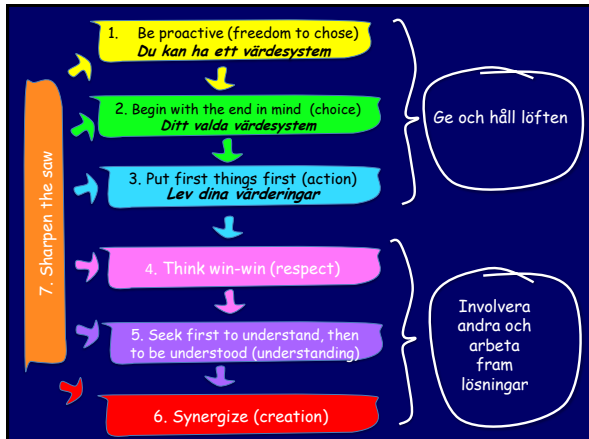 1. Be proactive (freedom to chose)
Du kan ha ett värdesystem
2. Begin with the end in mind (choice)
Ditt valda värdesystem
3. Put first things first (action)
Lev dina värderingar
Ge och håll löften
7. Sharpen the saw
4. Think win-win (respect)
5. Seek first to understand, then
to be understood (understanding)
6. Synergize (creation)
Involvera
andra och
arbeta
fram
lösningar